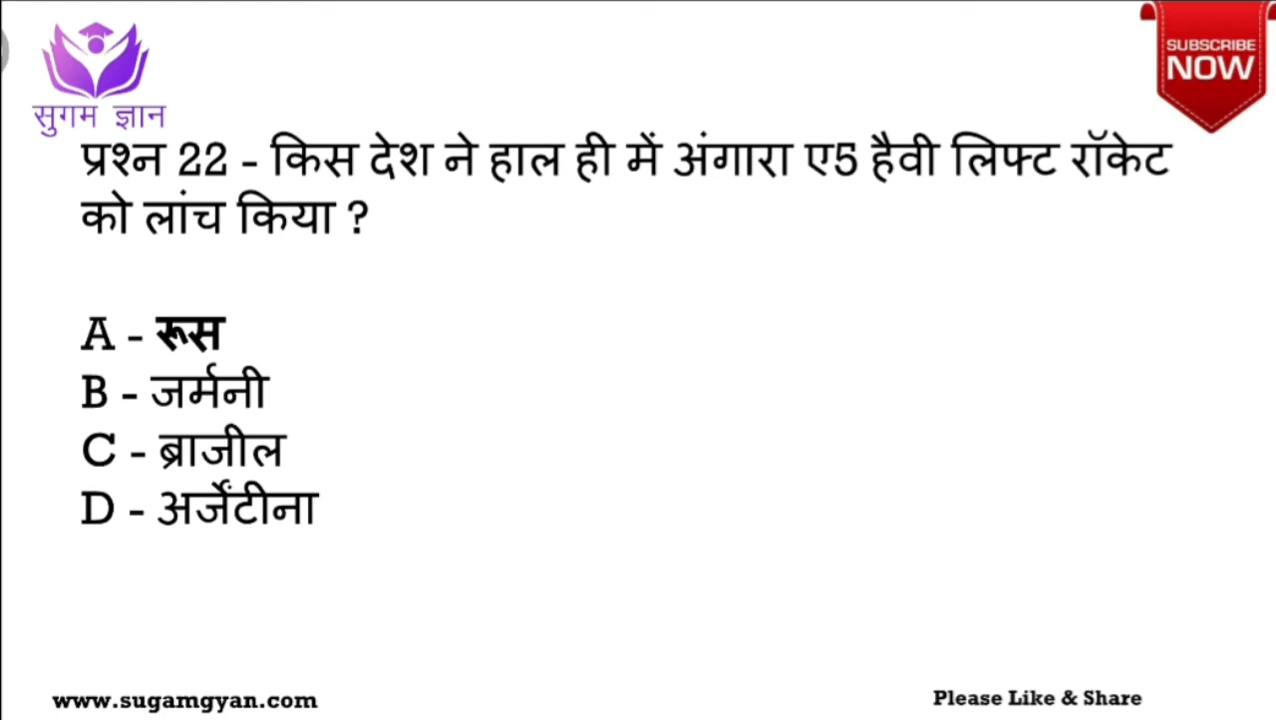 SUBSCRIBE
NOW
सुगम ज्ञान
प्रश्न 22 - किस देश ने हाल ही में अंगारा ए5 हैवी लिफ्ट रॉकेट
को लांच किया ?
A - रूस
B - जर्मनी
C - ब्राजील
D - अर्जेंटीना
www.sugamgyan.com
Please Like & Share